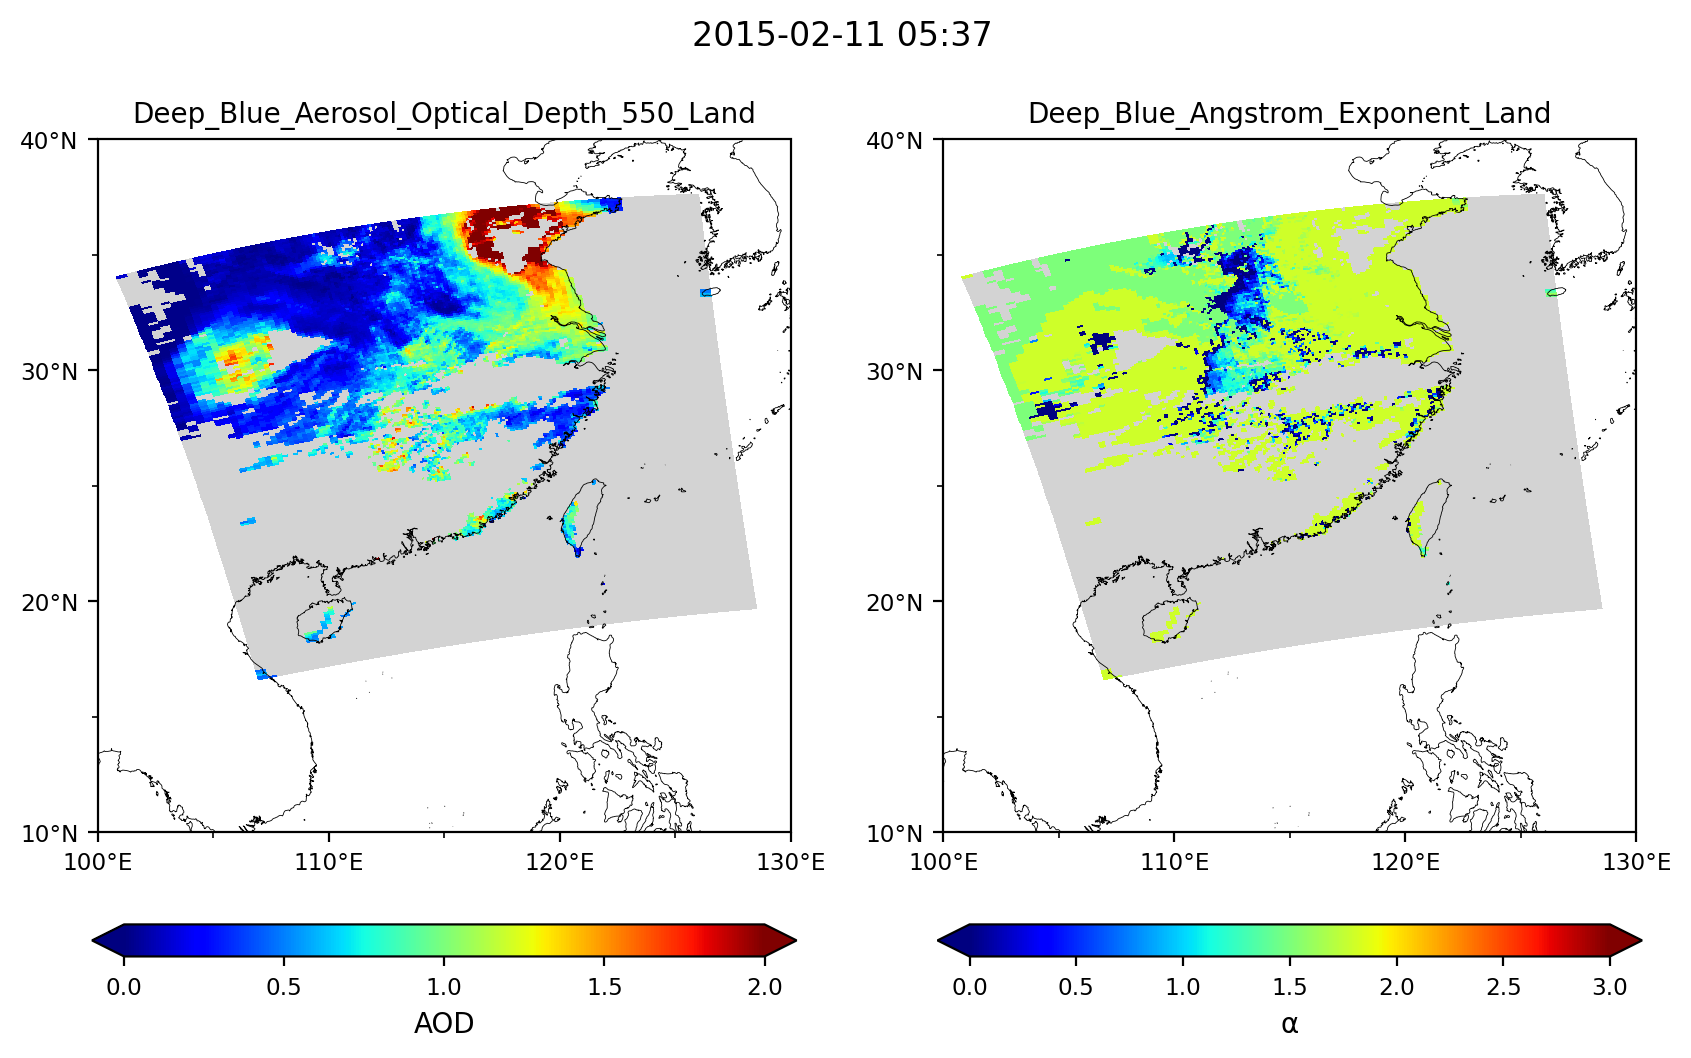 2015-02-11 05:37
Deep_Blue_Aerosol_Optical_Depth_550_Land
40°N
30°N
20°N
10°N
100°E 110°E 120°E 130°E
0.0 0.5 1.0 1.5 2.0
AOD
Deep_Blue_Angstrom_Exponent_Land
40°N
30°N
20°N
10°N
100°E 110°E 120°E 130°E
0.0 0.5 1.0 1.5 2.0 2.5 3.0
α